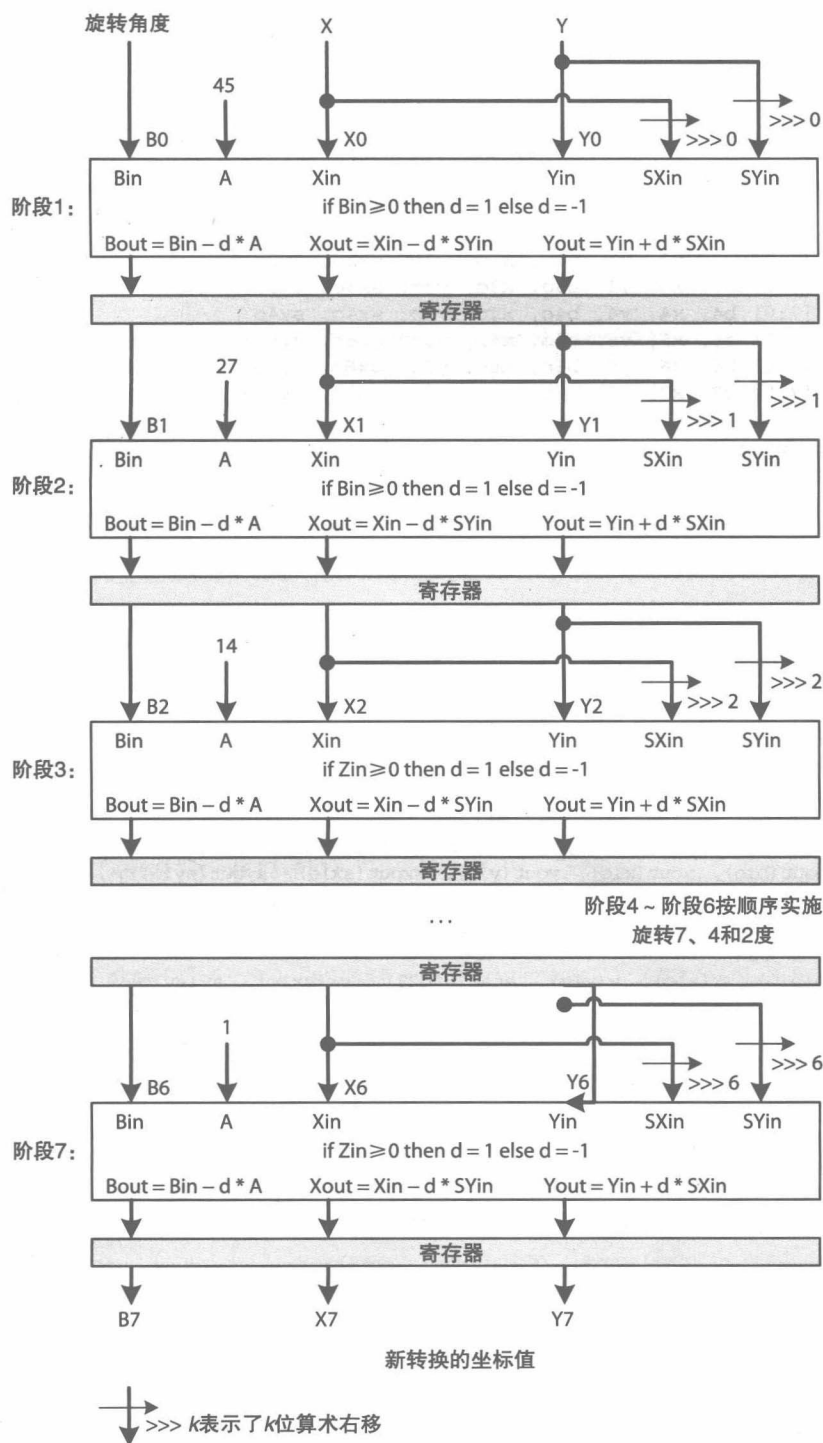 旋转角度 X Y
45
>>> 0
B0 X0 Y0 >>> 0
Bin A Xin Yin SXin SYin
阶段1: if Bin≥0 then d = 1 else d = -1
Bout = Bin – d * A Xout = Xin – d * SYin Yout = Yin + d * SXin
寄存器
27
>>> 1
B1 X1 Y1 >>> 1
Bin A Xin Yin SXin SYin
阶段2: if Bin≥0 then d = 1 else d = -1
Bout = Bin – d * A Xout = Xin – d * SYin Yout = Yin + d * SXin
寄存器
14
>>> 2
B2 X2 Y2 >>> 2
Bin A Xin Yin SXin SYin
阶段3: if Zin≥0 then d = 1 else d = -1
Bout = Bin – d * A Xout = Xin – d * SYin Yout = Yin + d * SXin
寄存器
... 阶段4 ~ 阶段6按顺序实施
旋转7、4和2度
寄存器
1
>>> 6
B6 X6 Y6 >>> 6
Bin A Xin Yin SXin SYin
阶段7: if Zin≥0 then d = 1 else d = -1
Bout = Bin – d * A Xout = Xin – d * SYin Yout = Yin + d * SXin
寄存器
B7 X7 Y7
新转换的坐标值
>>> k表示了k位算术右移